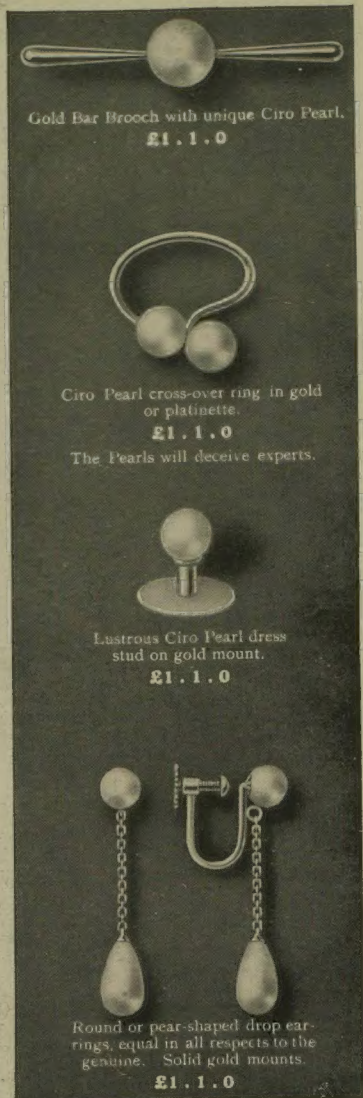 Gold Bar Brooch with unique Ciro Pearl.
£1.1.0
Ciro Pearl cross-over ring in gold
or platinette.
£1.1.0
The Pearls will deceive experts.
Lustrous Ciro Pearl dress
stud on gold mount.
£1.1.0
Round or pear-shaped drop ear-
rings, equal in all respects to the
genuine. Solid gold mounts.
£1.1.0